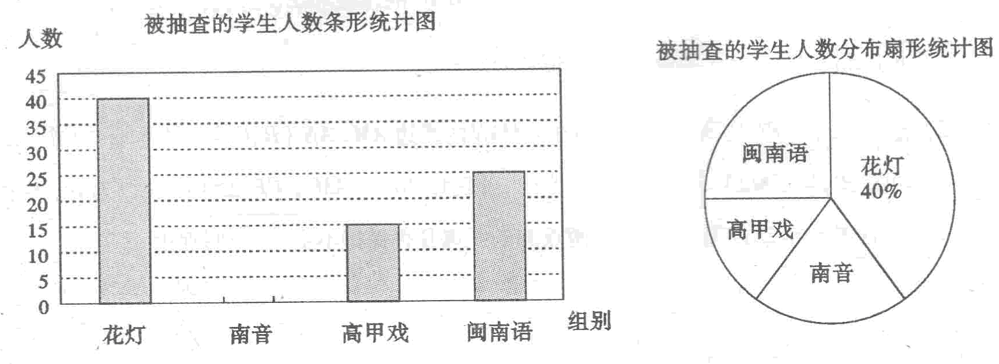 被抽查的学生人数条形统计图
人数
45
40
35
30
25
20
15
10
5
0
花灯
南音
高甲戏
闽南语
组别
被抽查的学生人数分布扇形统计图
闽南语
花灯
40%
高甲戏
南音